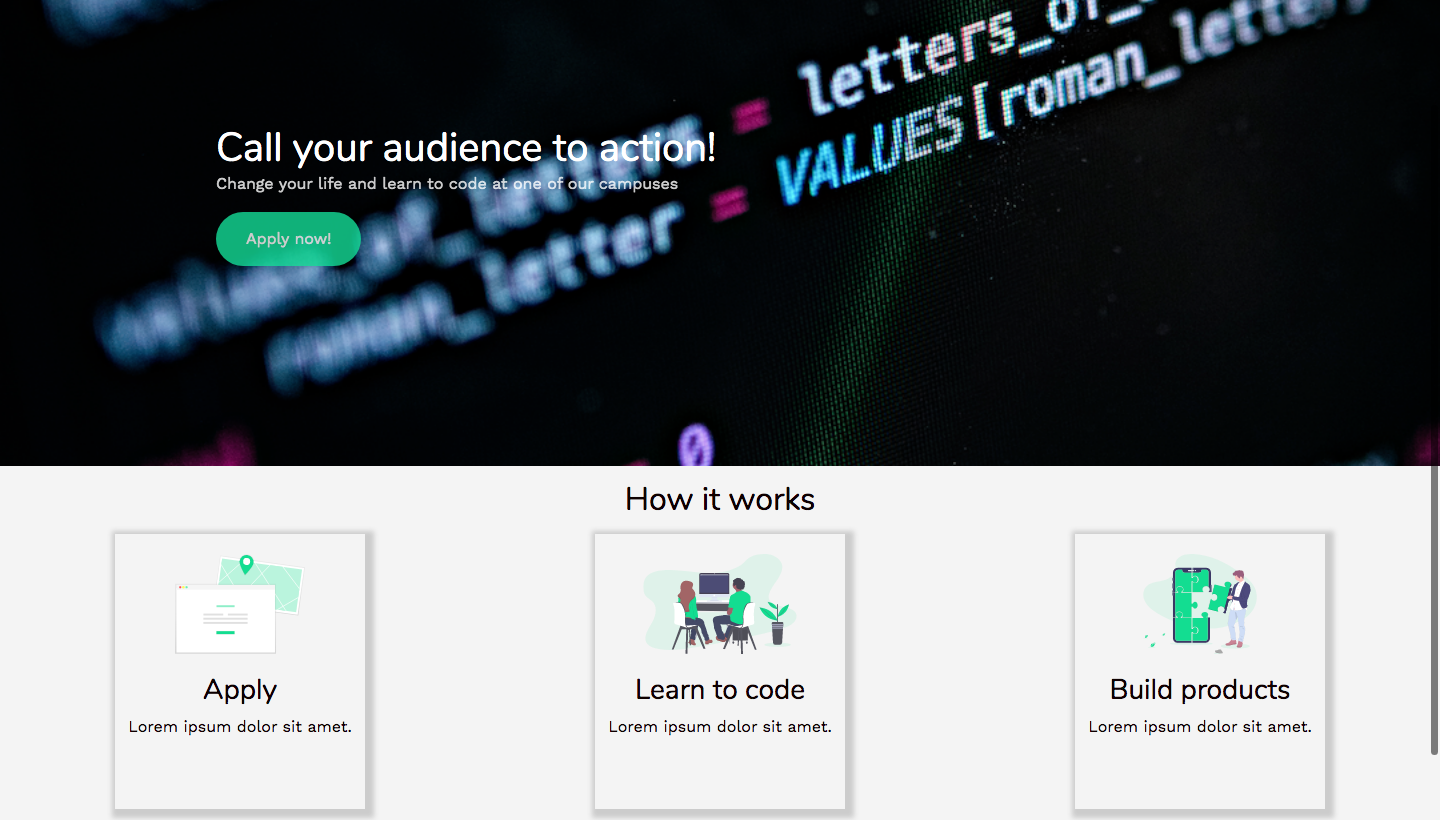 letters_of_
letters = 
VALUES[roman_letter
roman_letter =
Call your audience to action!
Change your life and learn to code at one of our campuses
Apply now!
0
How it works
Apply
Learn to code
Build products
Lorem ipsum dolor sit amet.
Lorem ipsum dolor sit amet.
Lorem ipsum dolor sit amet.